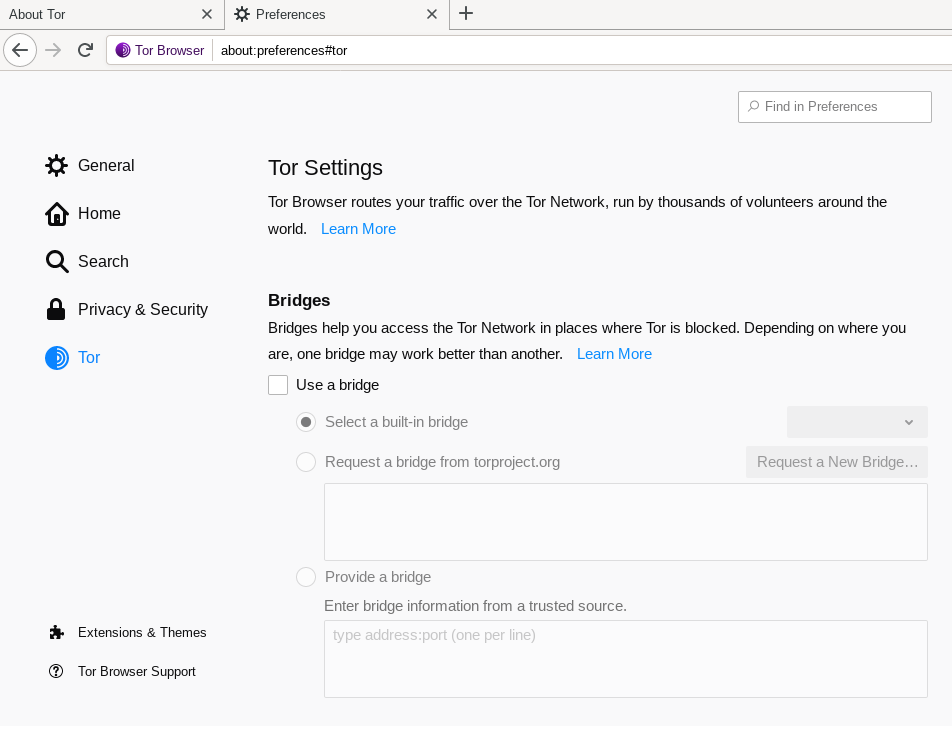 About Tor
Preferences
Tor Browser
about:preferences#tor
Find in Preferences
General
Home
Search
Privacy & Security
Tor
Extensions & Themes
Tor Browser Support
Tor Settings
Tor Browser routes your traffic over the Tor Network, run by thousands of volunteers around the
world. Learn More
Bridges
Bridges help you access the Tor Network in places where Tor is blocked. Depending on where you
are, one bridge may work better than another. Learn More
Use a bridge
Select a built-in bridge
Request a bridge from torproject.org
Request a New Bridge…
Provide a bridge
Enter bridge information from a trusted source.
type address:port (one per line)